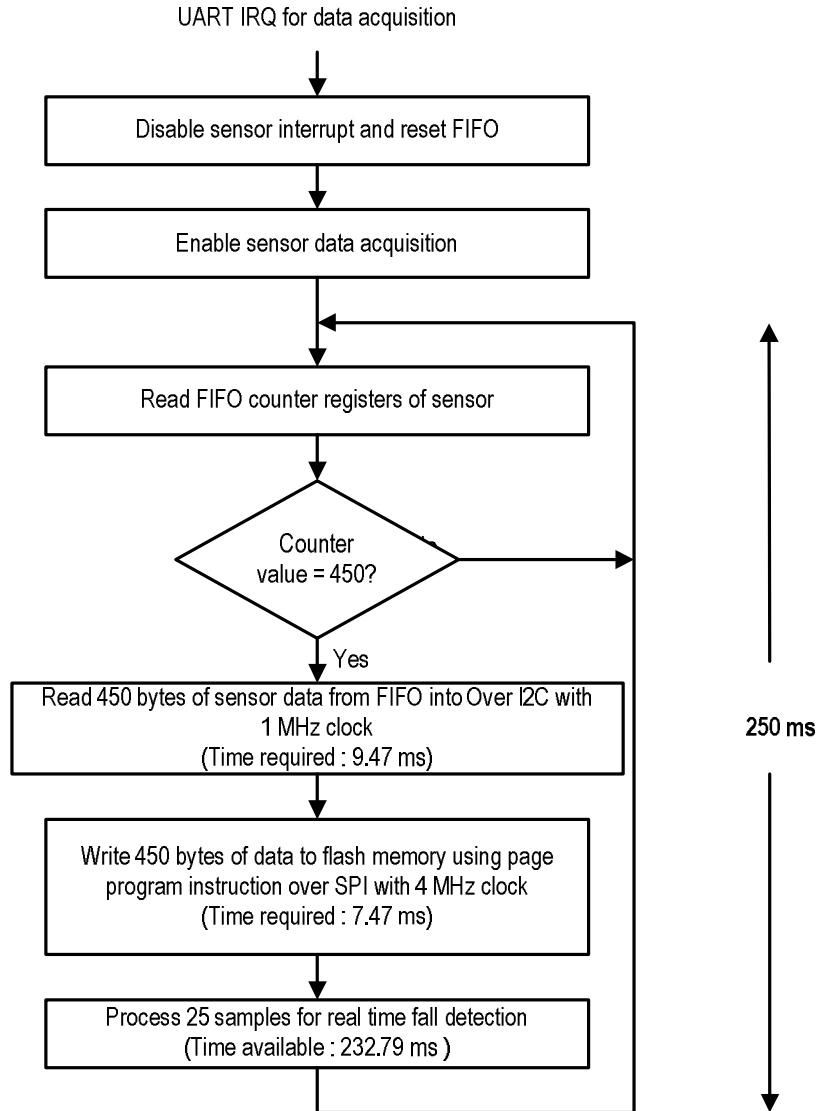 UART IRQ for data acquisition
Disable sensor interrupt and reset FIFO
Enable sensor data acquisition
Read FIFO counter registers of sensor
Counter
value = 450?
Yes
Read 450 bytes of sensor data from FIFO into Over I2C with
1 MHz clock
(Time required : 9.47 ms)
250 ms
Write 450 bytes of data to flash memory using page
program instruction over SPI with 4 MHz clock
(Time required : 7.47 ms)
Process 25 samples for real time fall detection
(Time available : 232.79 ms )